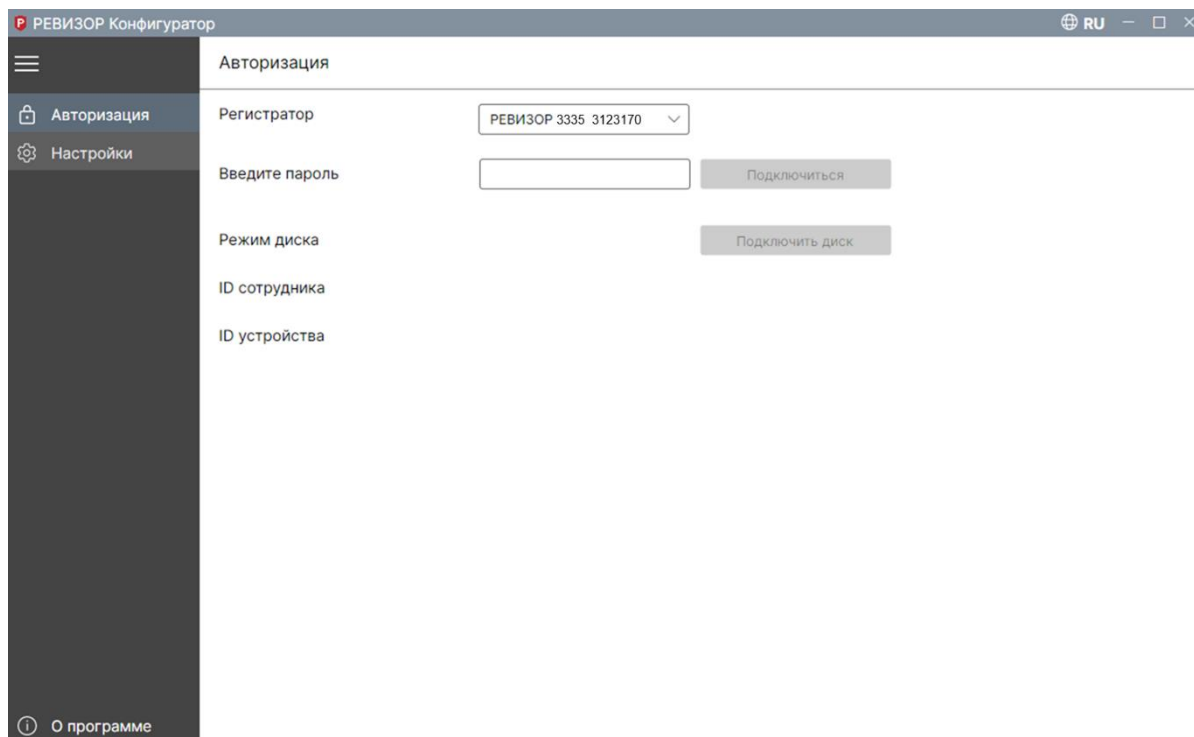 Р РЕВИЗОР Конфигуратор RU
Авторизация
Авторизация
Настройки
Регистратор РЕВИЗОР 3335 3123170
Введите пароль Подключиться
Режим диска Подключить диск
ID сотрудника
ID устройства
О программе